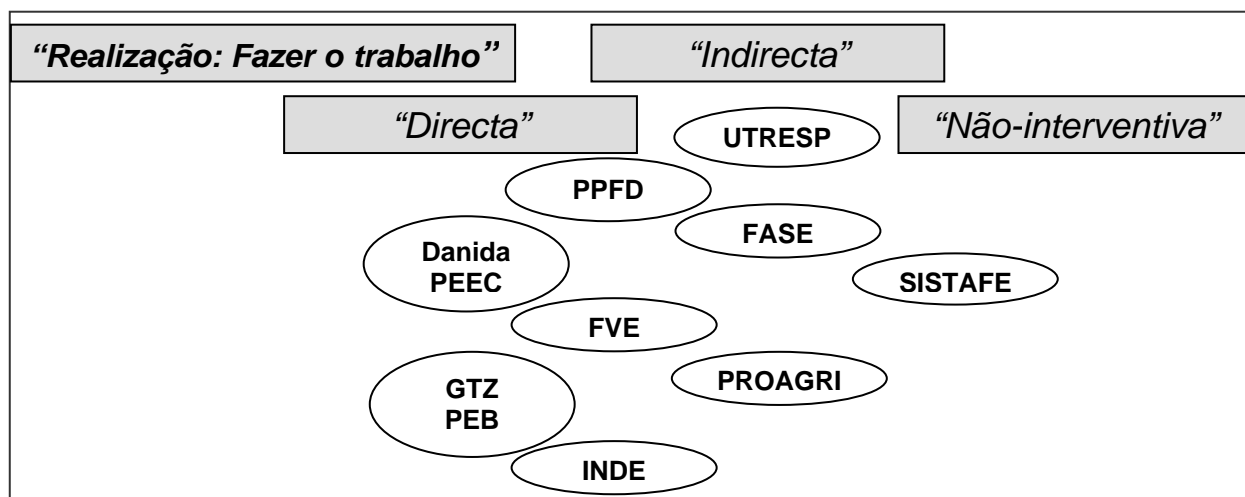 “Realização: Fazer o trabalho”
“Indirecta”
“Directa”
“Não-interventiva”
UTRESP
PPFD
FASE
Danida
PEEC
SISTAFE
FVE
PROAGRI
GTZ
PEB
INDE